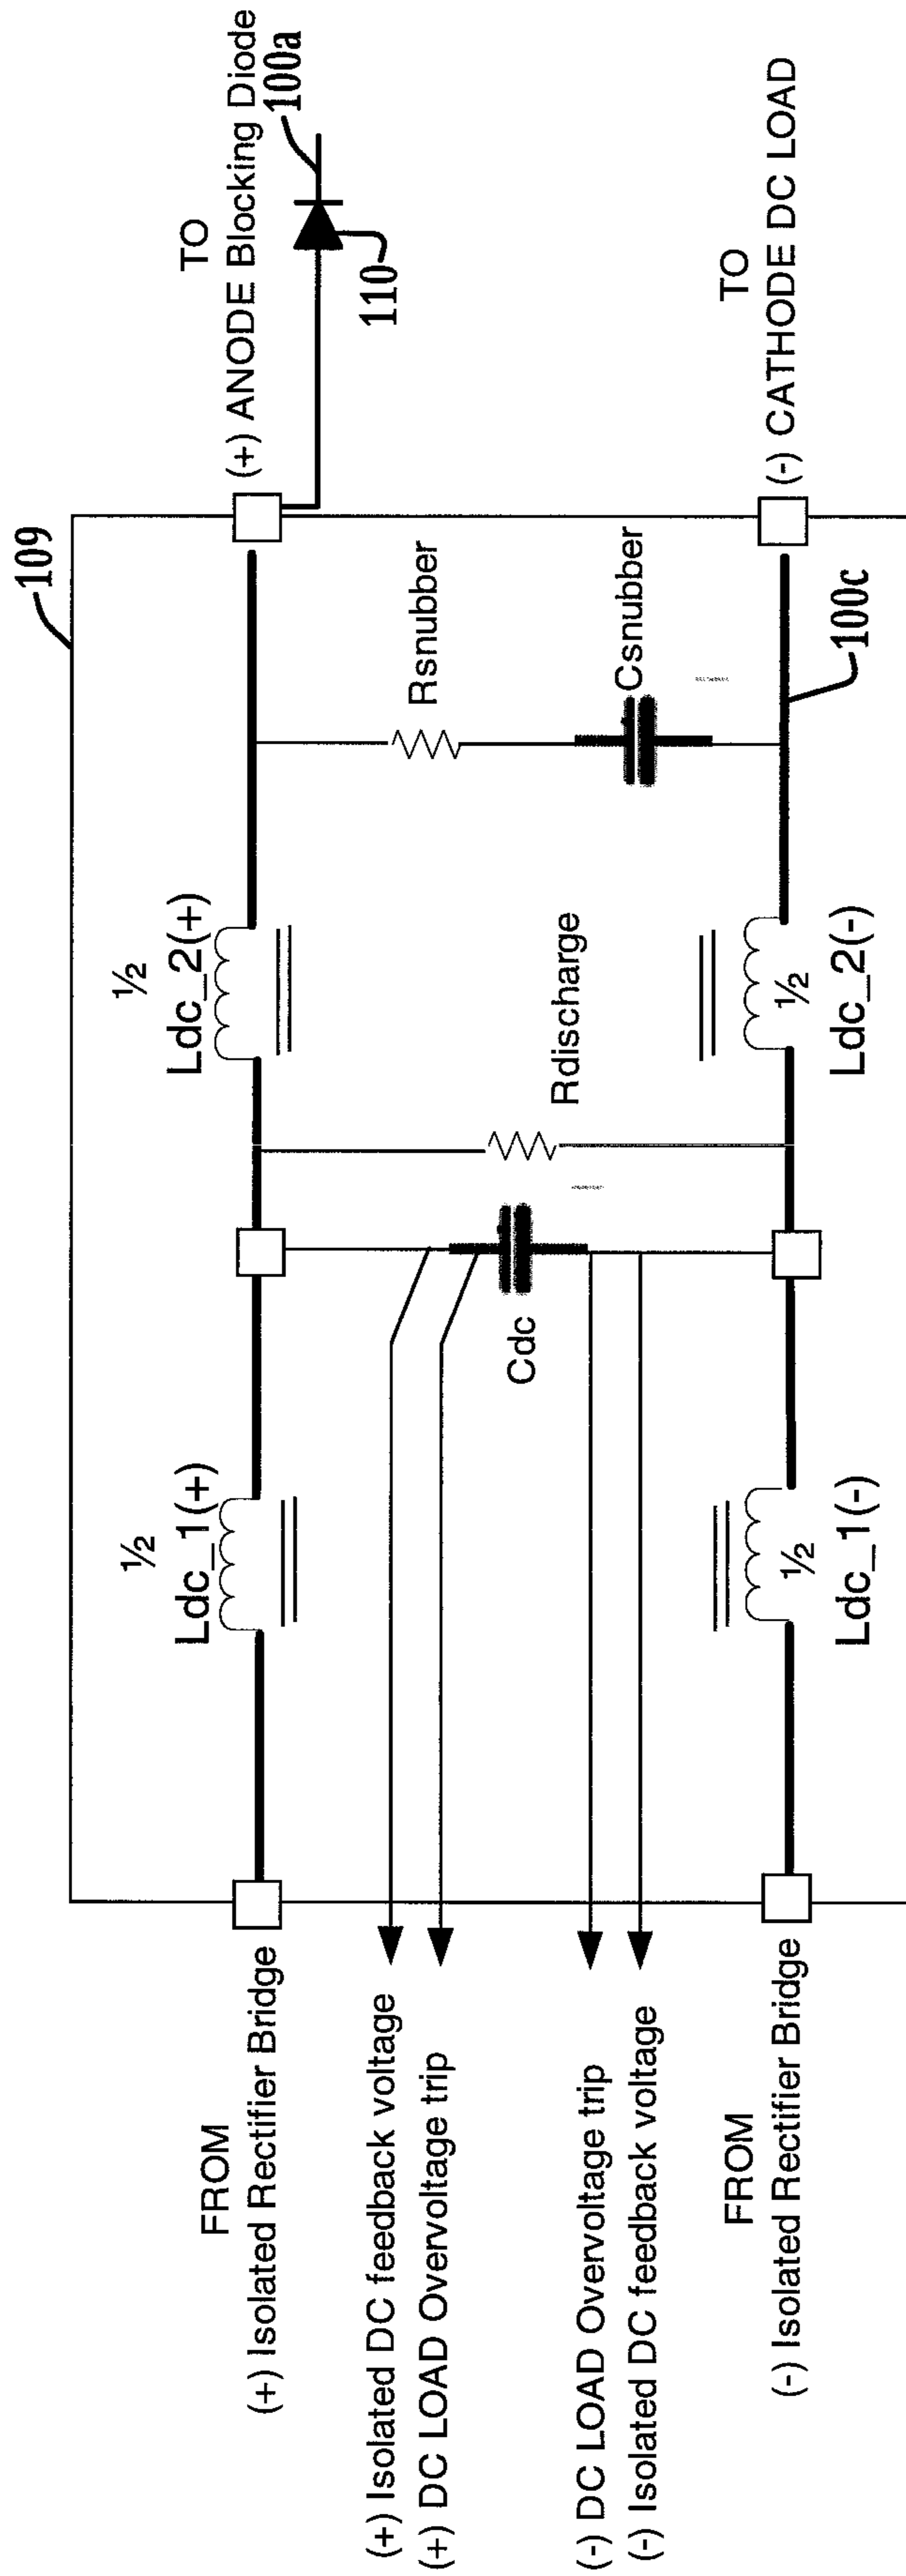 109
TO
(+) ANODE Blocking Diode
100a
110
½
Ldc_1(+)
½
Ldc_2(+)
Rsnubber
Csnubber
Rdischarge
Cdc
FROM
(+) Isolated Rectifier Bridge
(+) Isolated DC feedback voltage
(+) DC LOAD Overvoltage trip
(-) DC LOAD Overvoltage trip
(-) Isolated DC feedback voltage
FROM
(-) Isolated Rectifier Bridge
½
Ldc_1(-)
½
Ldc_2(-)
100c
TO
(-) CATHODE DC LOAD